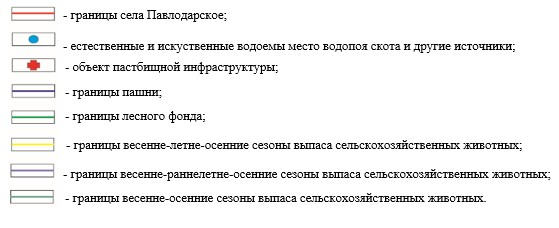 - границы села Павлодарское;
- естественные и искуственные водоемы место водопоя скота и другие источники;
- объект пастбищной инфраструктуры;
- границы пашни;
- границы лесного фонда;
- границы весенне-летне-осенние сезоны выпаса сельскохозяйственных животных;
- границы весенне-раннелетне-осенние сезоны выпаса сельскохозяйственных животных;
- границы весенне-осенние сезоны выпаса сельскохозяйственных животных.